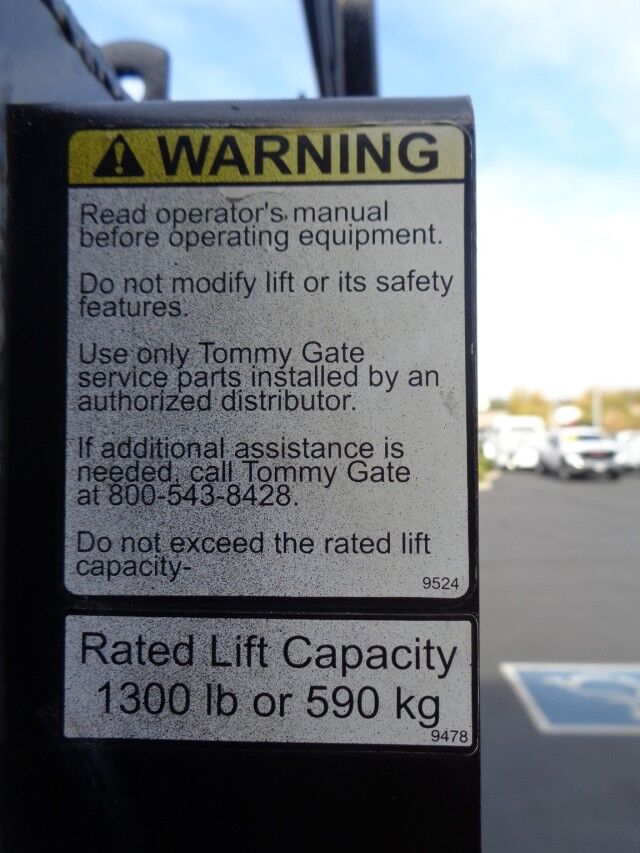 WARNING
Read operator's manual
before operating equipment.
Do not modify lift or its safety
features.
Use only Tommy Gate
service parts installed by an
authorized distributor.
If additional assistance is
needed, call Tommy Gate
at 800-543-8428.
Do not exceed the rated lift
capacity-
9524
Rated Lift Capacity
1300 lb or 590 kg
9478